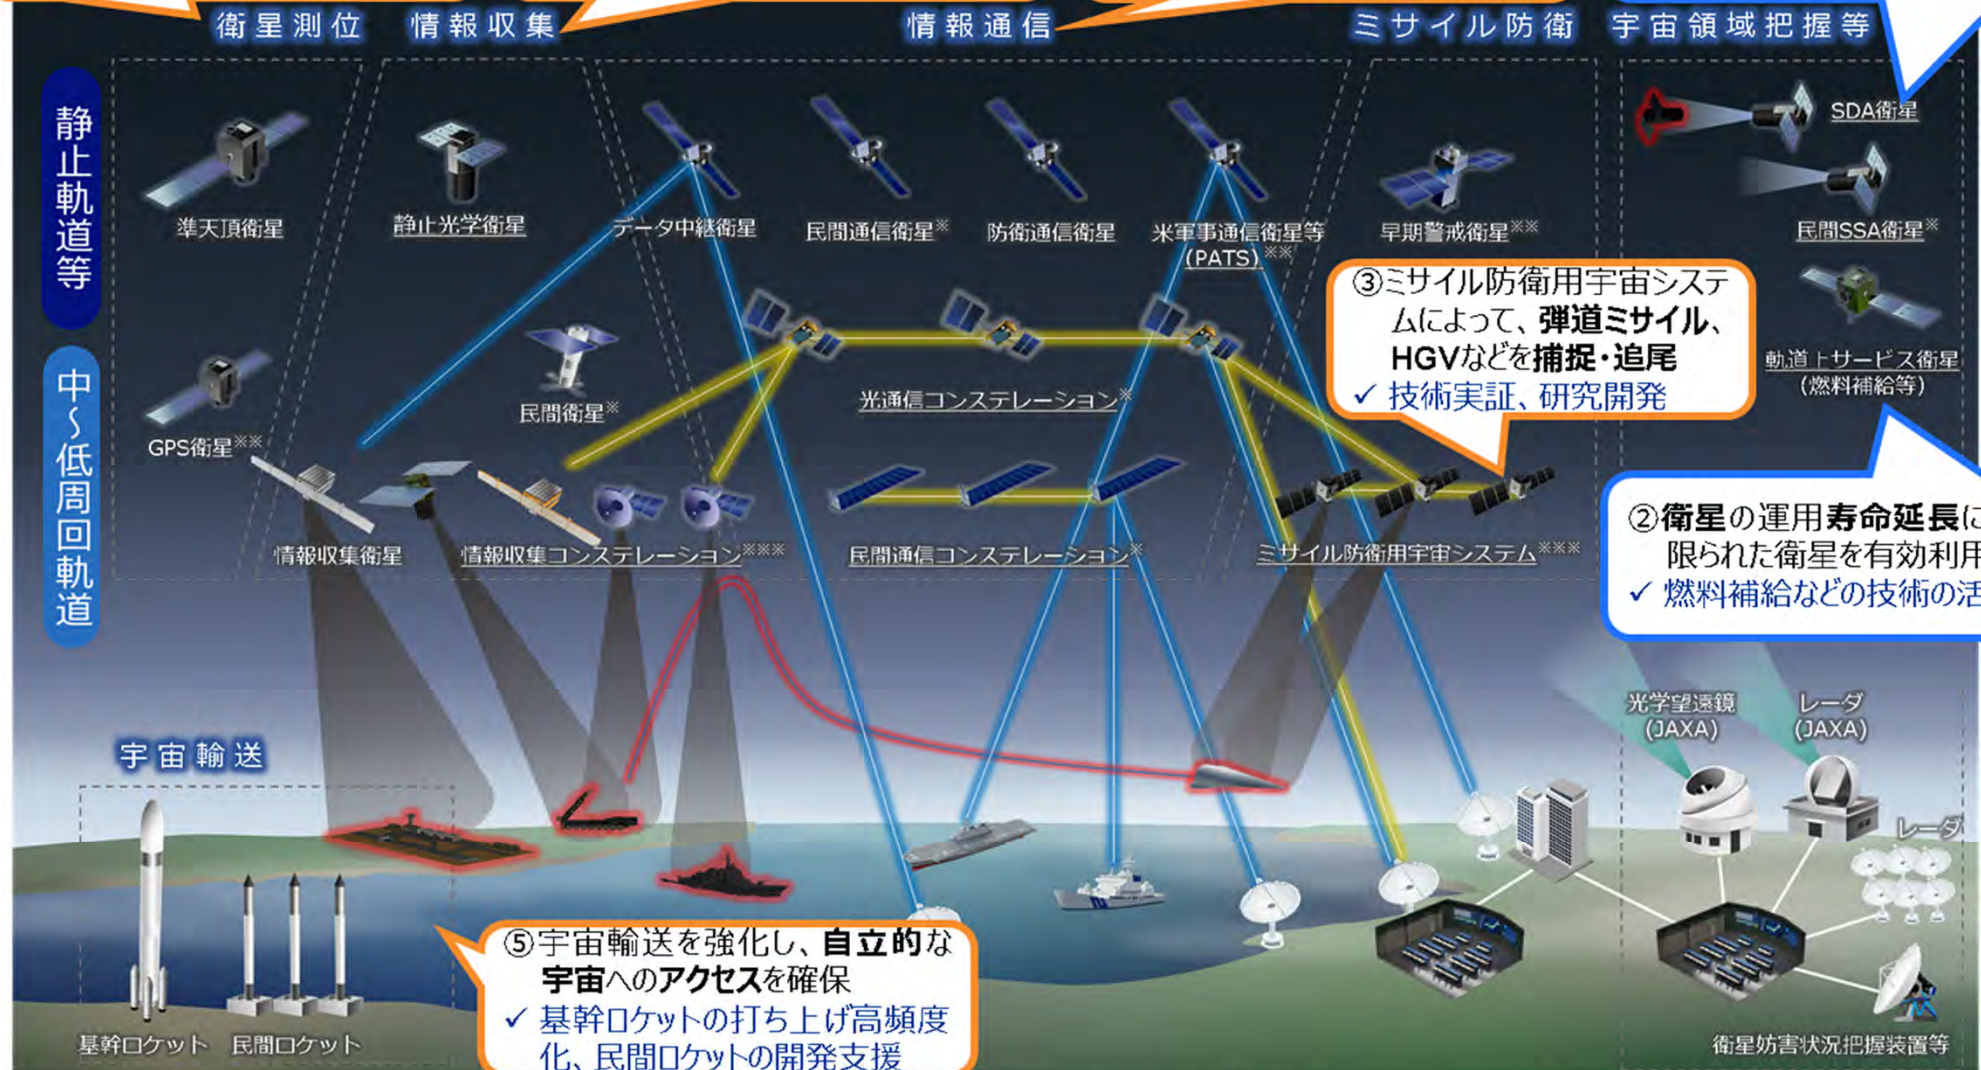 衛星測位
情報収集
情報通信
ミサイル防衛
宇宙領域把握等
静止軌道等
準天頂衛星
静止光学衛星
データ中継衛星
民間通信衛星※
防衛通信衛星
米軍事通信衛星等
(PATS)※※
早期警戒衛星※※
SDA衛星
民間SSA衛星※
③ミサイル防衛用宇宙システ
ムによって、弾道ミサイル、
HGVなどを捕捉・追尾
✓ 技術実証、研究開発
軌道上サービス衛星
(燃料補給等)
中～低周回軌道
GPS衛星※※
民間衛星※
光通信コンステレーション※
情報収集衛星
情報収集コンステレーション※※※
民間通信コンステレーション※
ミサイル防衛用宇宙システム※※※
②衛星の運用寿命延長に
限られた衛星を有効利用
✓ 燃料補給などの技術の活
光学望遠鏡
(JAXA)
レーダ
(JAXA)
レーダ
宇宙輸送
基幹ロケット
民間ロケット
⑤宇宙輸送を強化し、自立的な
宇宙へのアクセスを確保
✓ 基幹ロケットの打ち上げ高頻度
化、民間ロケットの開発支援
衛星妨害状況把握装置等